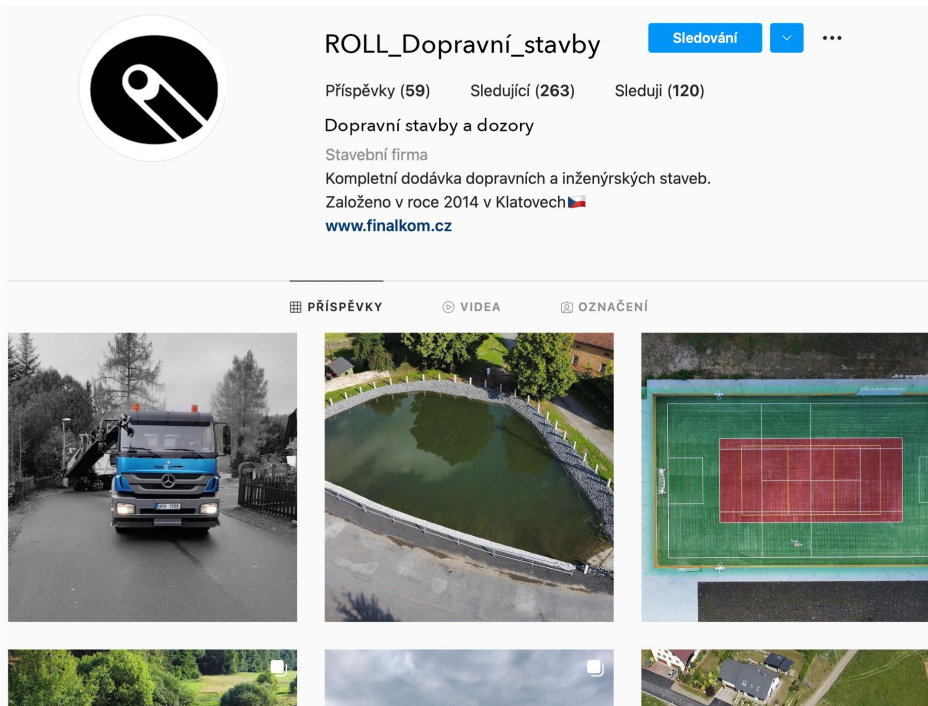 ROLL_Dopravní_stavby
Sledování
Příspěvky (59) Sledující (263) Sleduji (120)
Dopravní stavby a dozory
Stavební firma
Kompletní dodávka dopravních a inženýrských staveb.
Založeno v roce 2014 v Klatovech🇨🇿
www.finalkom.cz
PŘÍSPĚVKY VIDEA OZNAČENÍ